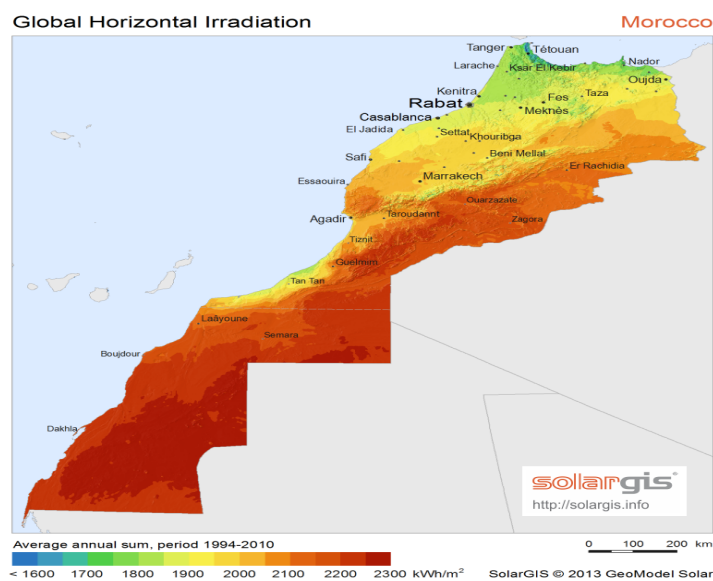 Global Horizontal Irradiation
Morocco
Tanger
Tétouan
Larache
Ksar El Kebir
Nador
Oujda
Kenitra
Fes
Taza
Rabat
Meknès
Casablanca
El Jadida
Settat
Khouribga
Safi
Beni Mellal
Er Rachidia
Marrakech
Essaouira
Ouarzazate
Agadir
Taroudannt
Zagora
Tiznit
Guelmim
Tan Tan
Laâyoune
Semara
Boujdour
Dakhla
solargis°
http://solargis.info
Average annual sum, period 1994-2010
0 100 200 km
< 1600 1700 1800 1900 2000 2100 2200 2300 kWh/m²
SolarGIS © 2013 GeoModel Solar